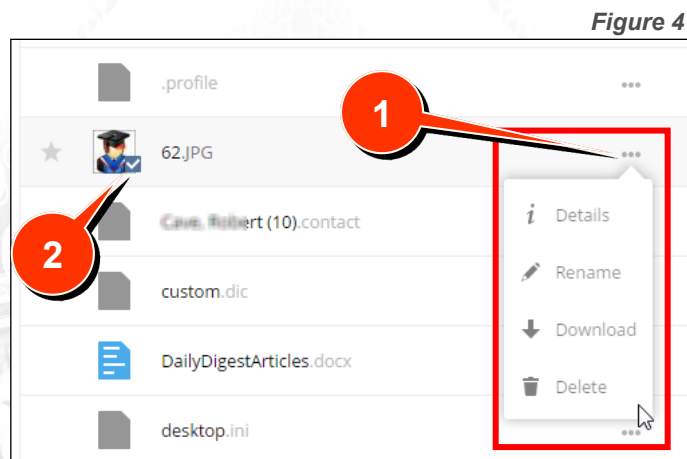 Figure 4
.profile
1
62.JPG
Details
2
ert (10).contact
Rename
custom.dic
Download
DailyDigestArticles.docx
Delete
desktop.ini